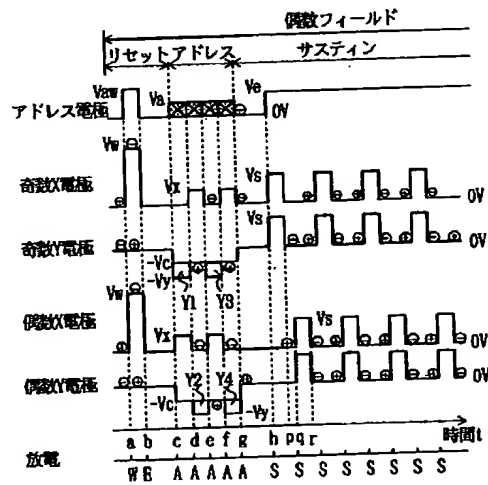 偶数フィールド
リセット アドレス サスティン
Vaw Va Ve
アドレス電極 0V
Vw
奇数X電極 Vx Vs 0V
Vs
奇数Y電極 0V
-Vc
-Vy
Vw Y1 Y3
偶数X電極 Vx Vs 0V
偶数Y電極 Y2 Y4 0V
-Vc -Vy
a b c d e f g h p q r 時間t
放電 W E A A A A A S S S S S S S S